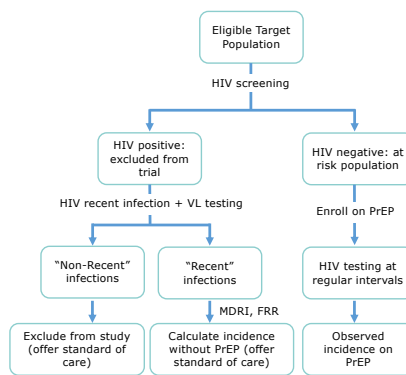 Eligible Target
Population
HIV screening
HIV positive:
excluded from
trial
HIV negative: at
risk population
HIV recent infection + VL testing
Enroll on PrEP
"Non-Recent"
infections
"Recent"
infections
HIV testing at
regular intervals
MDRI, FRR
Exclude from study
(offer standard of
care)
Calculate incidence
without PrEP (offer
standard of care)
Observed
incidence on
PrEP